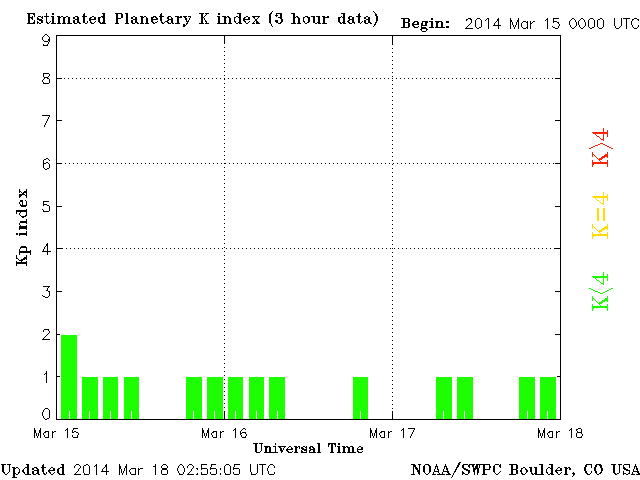 Estimated Planetary K index (3 hour data)
Begin: 2014 Mar 15 0000 UTC
9
8
7
6
5
4
3
2
1
0
Kp index
K>4
K=4
K<4
Mar 15
Mar 16
Mar 17
Mar 18
Universal Time
Updated 2014 Mar 18 02:55:05 UTC
NOAA/SWPC Boulder, CO USA